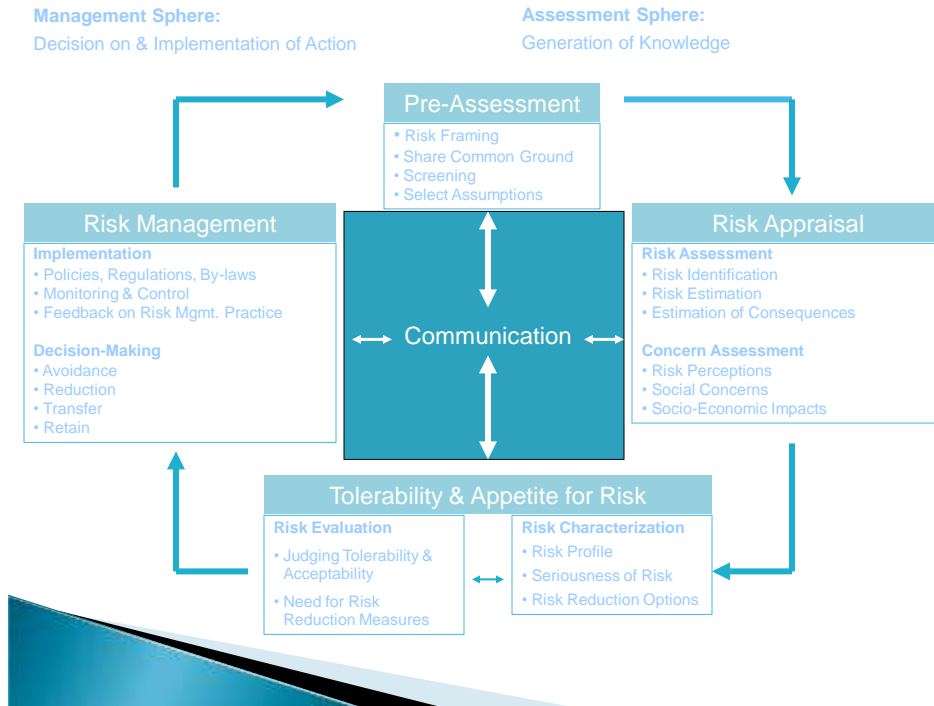 Management Sphere:
Decision on & Implementation of Action
Assessment Sphere:
Generation of Knowledge
Pre-Assessment
• Risk Framing
• Share Common Ground
• Screening
• Select Assumptions
Risk Management
Implementation
• Policies, Regulations, By-laws
• Monitoring & Control
• Feedback on Risk Mgmt. Practice
Decision-Making
• Avoidance
• Reduction
• Transfer
• Retain
Communication
Risk Appraisal
Risk Assessment
• Risk Identification
• Risk Estimation
• Estimation of Consequences
Concern Assessment
• Risk Perceptions
• Social Concerns
• Socio-Economic Impacts
Tolerability & Appetite for Risk
Risk Evaluation
• Judging Tolerability &
Acceptability
• Need for Risk
Reduction Measures
Risk Characterization
• Risk Profile
• Seriousness of Risk
• Risk Reduction Options